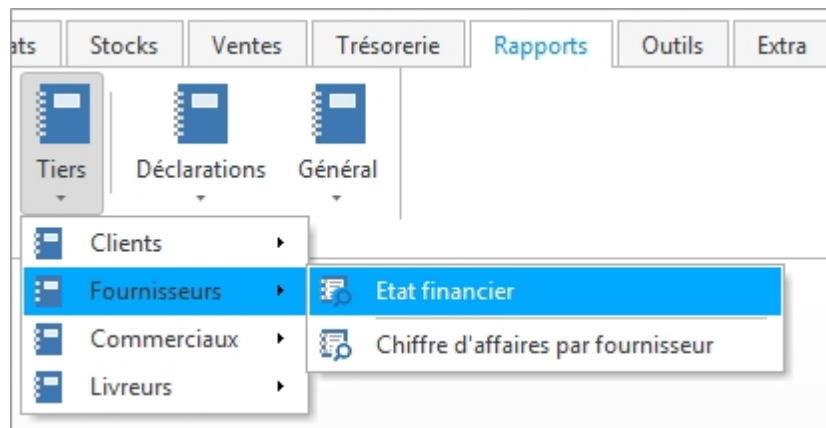 ats Stocks Ventes Trésorerie Rapports Outils Extra
Tiers Déclarations Général
Clients
Fournisseurs Etat financier
Commerciaux Chiffre d'affaires par fournisseur
Livreurs